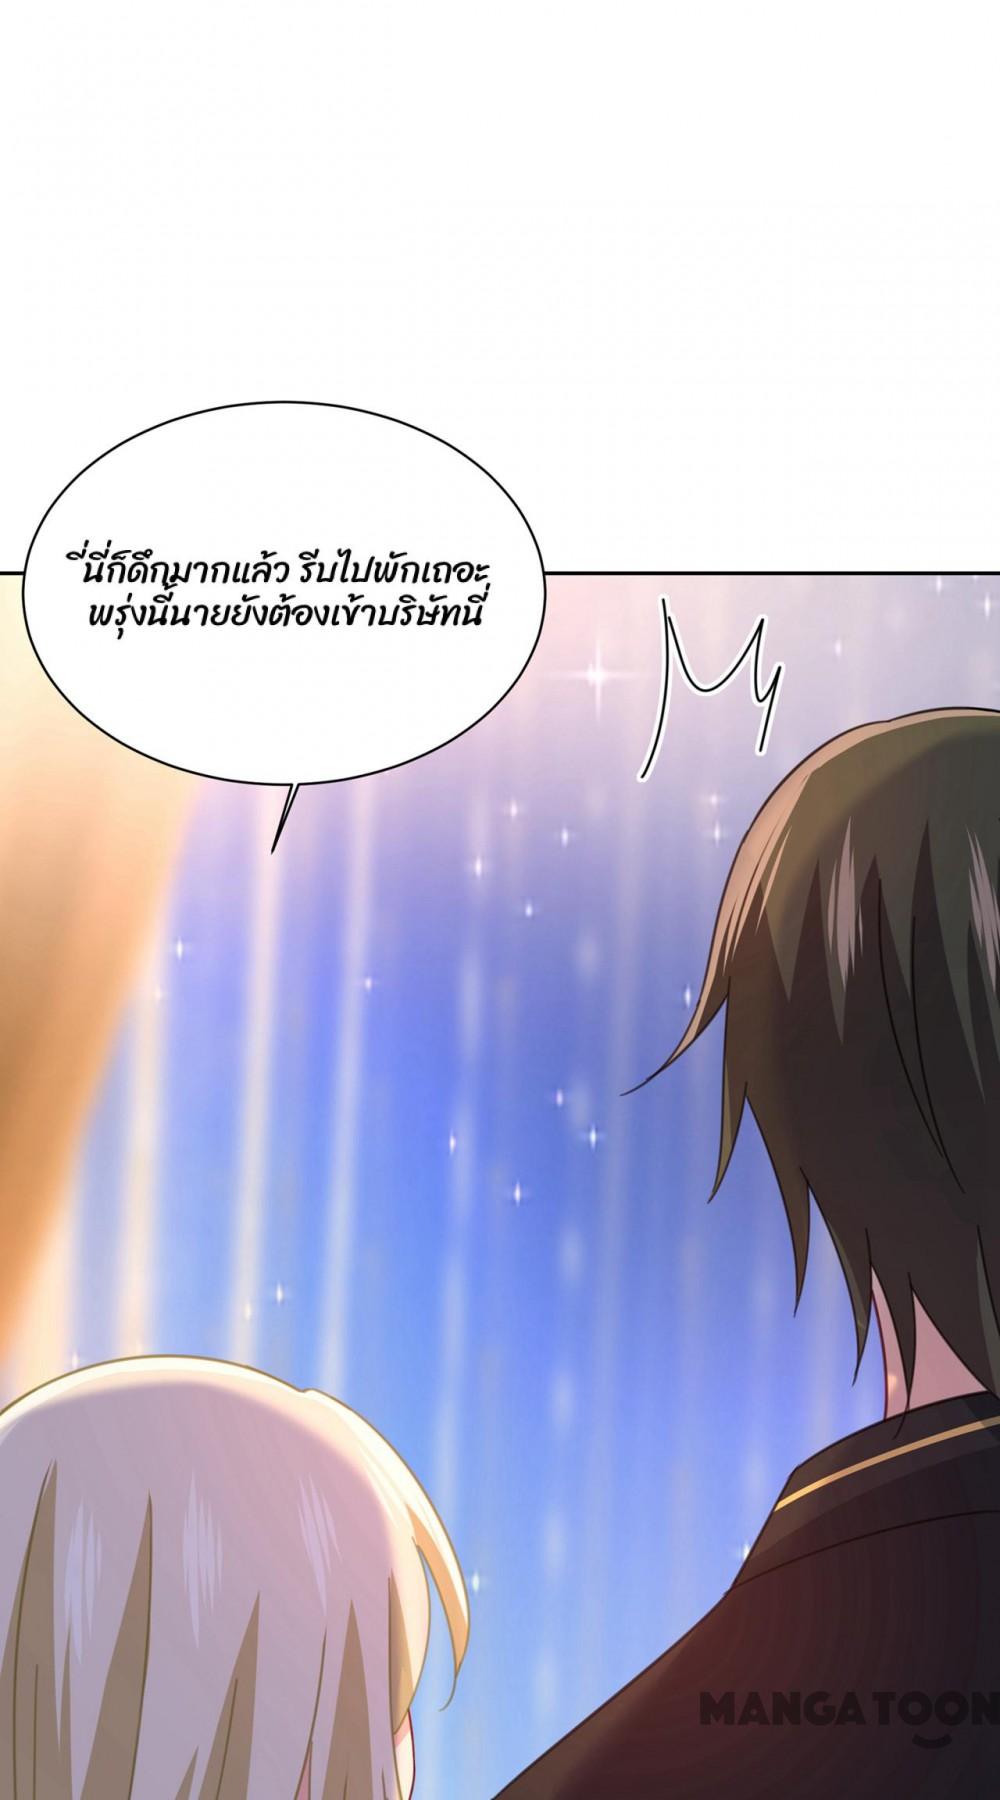 นี่นี่ก็ดึกมากแล้ว รีบไปพักเถอะ
พรุ่งนี้นายยังต้องเข้าบริษัทนี่
MANGATOON